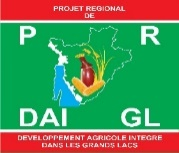 PROJET REGIONAL
DE
P R
DAI GL
DEVELOPPEMENT AGRICOLE INTEGRE
DANS LES GRANDS LACS